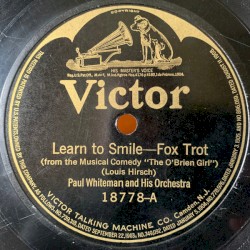 "HIS MASTER'S VOICE"
Victor
Learn to Smile—Fox Trot
(from the Musical Comedy "The O'Brien Girl")
(Louis Hirsch)
Paul Whiteman and His Orchestra
18778-A
VICTOR TALKING MACHINE CO. Camden, N.J.